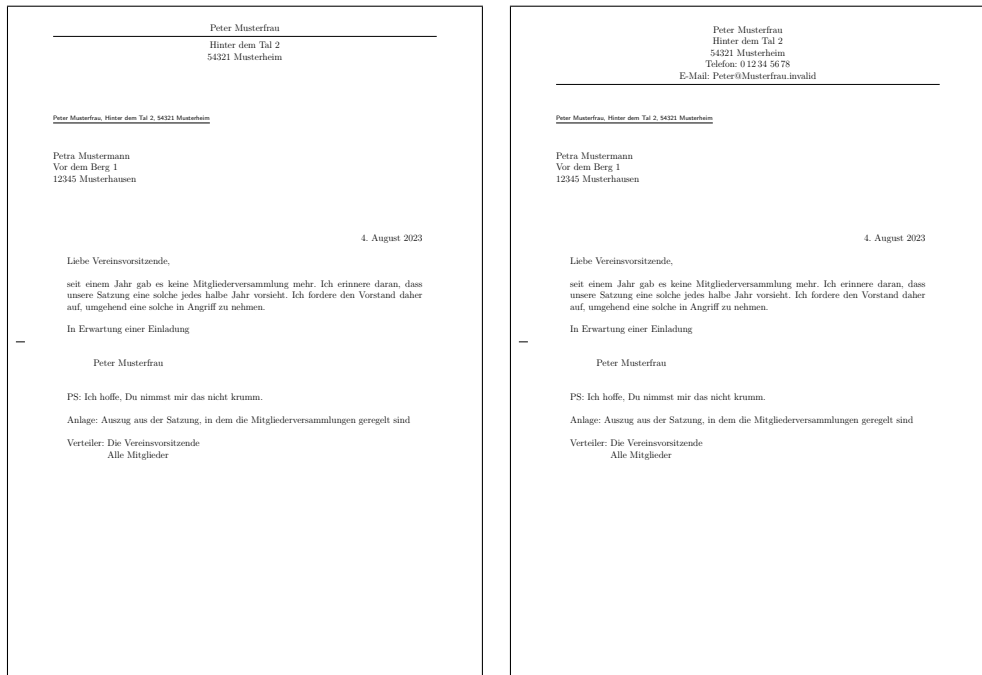 Peter Musterfrau
Hinter dem Tal 2
54321 Musterheim
Peter Musterfrau, Hinter dem Tal 2, 54321 Musterheim
Petra Mustermann
Vor dem Berg 1
12345 Musterhausen
4. August 2023
Liebe Vereinsvorsitzende,
seit einem Jahr gab es keine Mitgliederversammlung mehr. Ich erinnere daran, dass
unsere Satzung eine solche jedes halbe Jahr vorsieht. Ich fordere den Vorstand daher
auf, umgehend eine solche in Angriff zu nehmen.
In Erwartung einer Einladung
Peter Musterfrau
PS: Ich hoffe, Du nimmst mir das nicht krumm.
Anlage: Auszug aus der Satzung, in dem die Mitgliederversammlungen geregelt sind
Verteiler: Die Vereinsvorsitzende
Alle Mitglieder
Peter Musterfrau
Hinter dem Tal 2
54321 Musterheim
Telefon: 0 12 34 56 78
E-Mail: Peter@Musterfrau.invalid
Peter Musterfrau, Hinter dem Tal 2, 54321 Musterheim
Petra Mustermann
Vor dem Berg 1
12345 Musterhausen
4. August 2023
Liebe Vereinsvorsitzende,
seit einem Jahr gab es keine Mitgliederversammlung mehr. Ich erinnere daran, dass
unsere Satzung eine solche jedes halbe Jahr vorsieht. Ich fordere den Vorstand daher
auf, umgehend eine solche in Angriff zu nehmen.
In Erwartung einer Einladung
Peter Musterfrau
PS: Ich hoffe, Du nimmst mir das nicht krumm.
Anlage: Auszug aus der Satzung, in dem die Mitgliederversammlungen geregelt sind
Verteiler: Die Vereinsvorsitzende
Alle Mitglieder